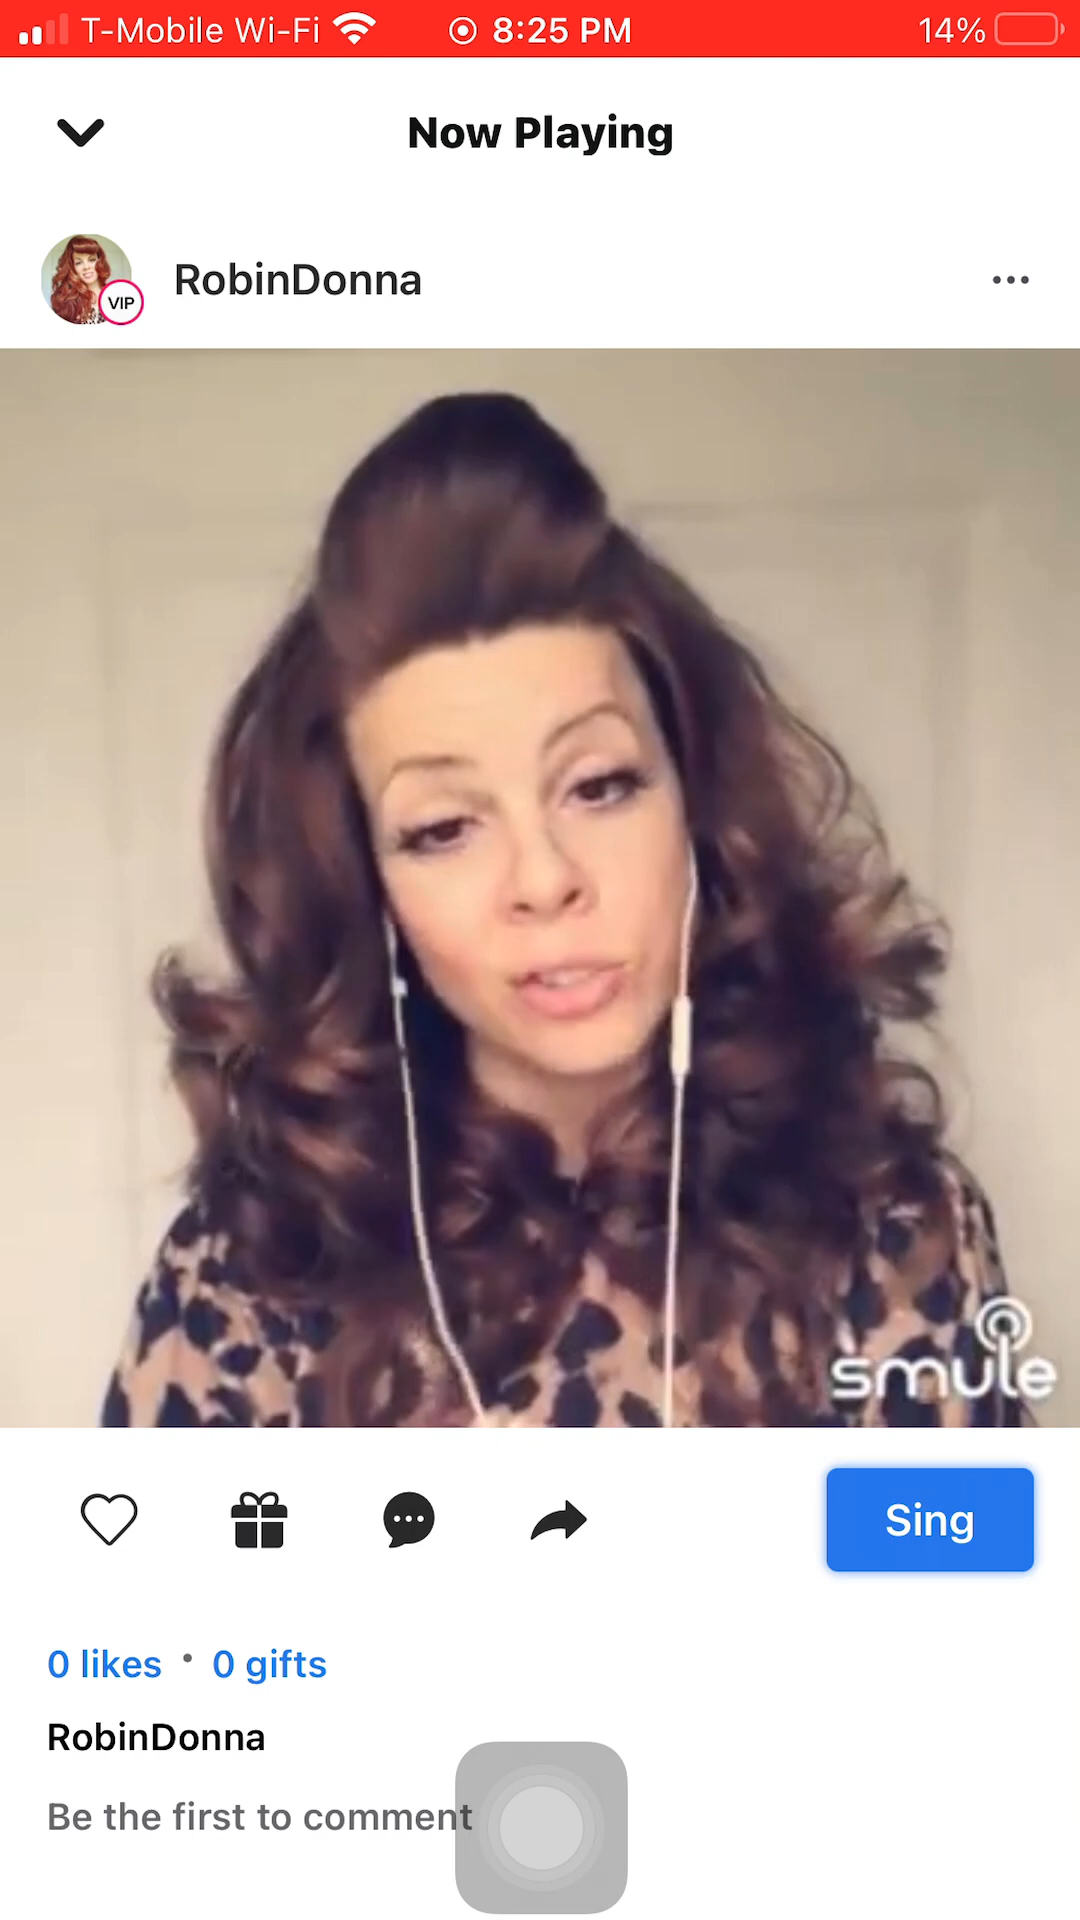 T-Mobile Wi-Fi 8:25 PM 14%
Now Playing
VIP
RobinDonna
smule
Sing
0 likes • 0 gifts
RobinDonna
Be the first to comment